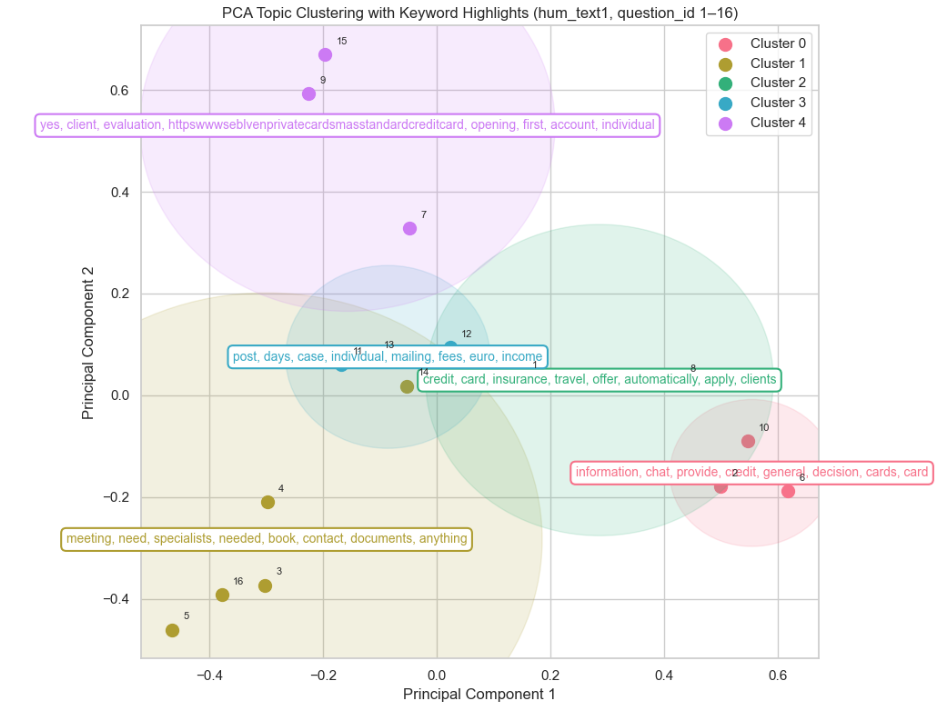 PCA Topic Clustering with Keyword Highlights (hum_text1, question_id 1–16)
Cluster 0
Cluster 1
Cluster 2
Cluster 3
Cluster 4
15
9
yes, client, evaluation, httpswwwseblvenprivatecardsmasstandardcreditcard, opening, first, account, individual
7
12
13
11
post, days, case, individual, mailing, fees, euro, income
1
8
14
credit, card, insurance, travel, offer, automatically, apply, clients
10
2
6
information, chat, provide, credit, general, decision, cards, card
4
meeting, need, specialists, needed, book, contact, documents, anything
3
16
5
0.6
0.4
0.2
0.0
−0.2
−0.4
Principal Component 2
−0.4
−0.2
0.0
0.2
0.4
0.6
Principal Component 1